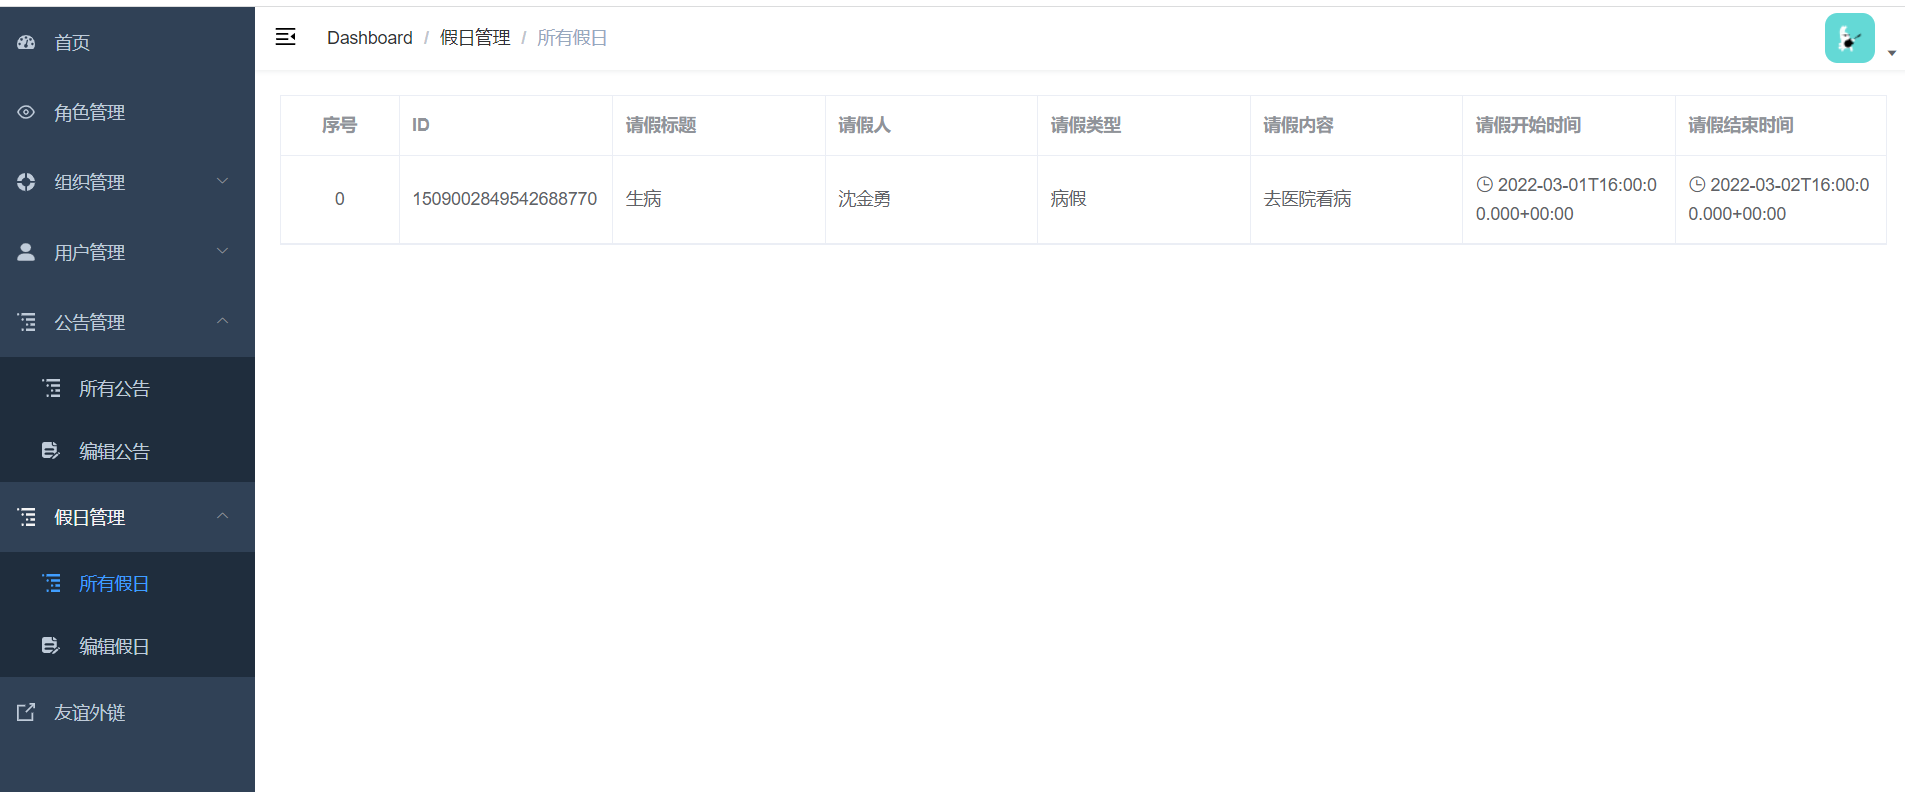 首页
角色管理
组织管理
用户管理
公告管理
所有公告
编辑公告
假日管理
所有假日
编辑假日
友谊外链
Dashboard / 假日管理 / 所有假日
序号 ID 请假标题 请假人 请假类型 请假内容 请假开始时间 请假结束时间
0 1509002849542688770 生病 沈金勇 病假 去医院看病 2022-03-01T16:00:0 2022-03-02T16:00:0
0.000+00:00 0.000+00:00